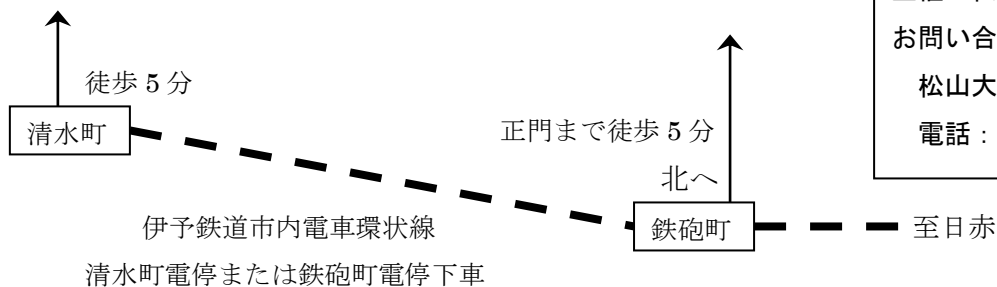 お問い合
松山大
電話：
徒歩 5 分
清水町
正門まで徒歩 5 分
北へ
鉄砲町
至日赤
伊予鉄道市内電車環状線
清水町電停または鉄砲町電停下車